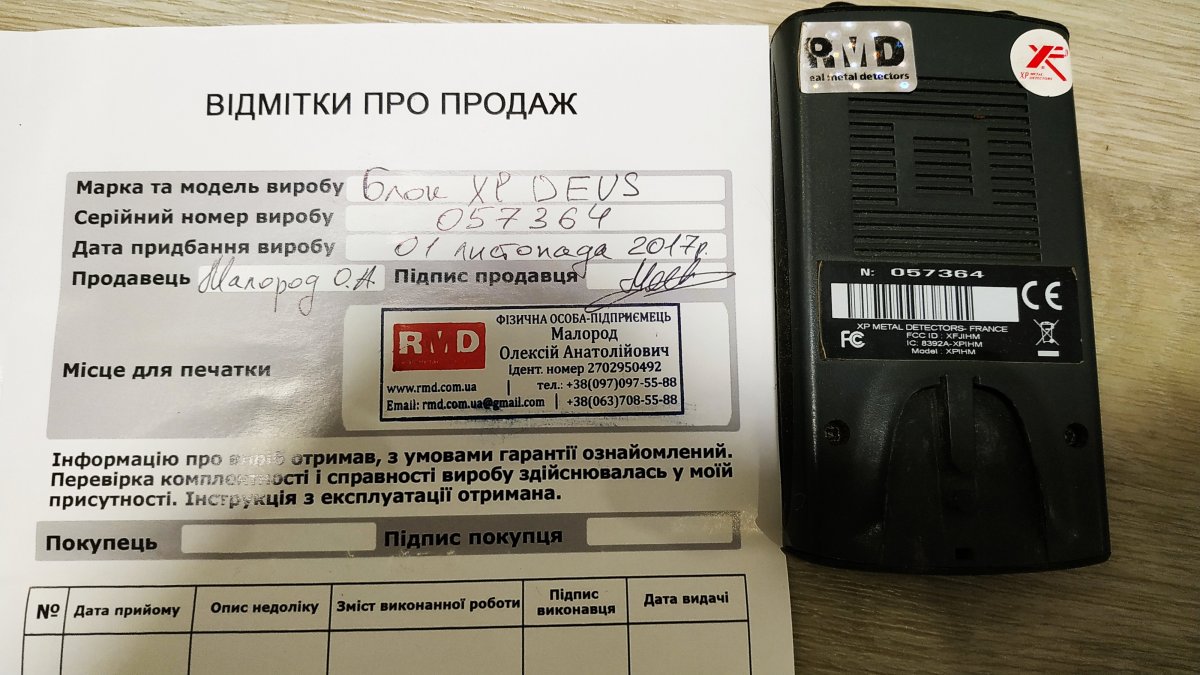 ВІДМІТКИ ПРО ПРОДАЖ
Марка та модель виробу Блок XP DEUS
Серійний номер виробу 057364
Дата придбання виробу 01 листопада 2017р.
Продавець Малород О.А Підпис продавця
Місце для печатки
RMD
ФІЗИЧНА ОСОБА-ПІДПРИЄМЕЦЬ
Малород
Олексій Анатолійович
Ідент. номер 2702950492
www.rmd.com.ua | тел.: +38(097)097-55-88
Email: rmd.com.ua@gmail.com | +38(063)708-55-88
Інформацію про виріб отримав, з умовами гарантії ознайомлений.
Перевірка комплектності і справності виробу здійснювалась у моїй
присутності. Інструкція з експлуатації отримана.
Покупець Підпис покупця
№ Дата прийому Опис недоліку Зміст виконанної роботи Підпис виконавця Дата видачі
RMD
eal metal detectors
XP
XP METAL DETECTORS
N: 057364
CE
FC
XP METAL DETECTORS- FRANCE
FCC ID : XFJIHM
IC: 8392A-XPIHM
Model : XPIHM